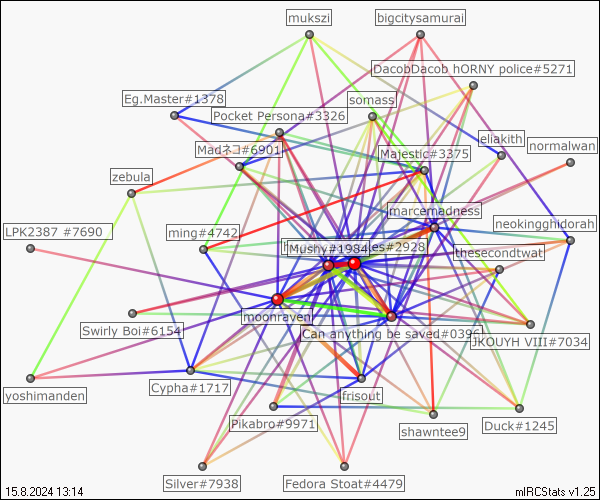 mukszi
bigcitysamurai
DacobDacob hORNY police#5271
Eg.Master#1378
somass
Pocket Persona#3326
eliakith
normalwan
Madネコ#6901
Majestic#3375
zebula
marcemadness
neokingghidorah
LPK2387 #7690
ming#4742
Mushy#1984
les#2928
thesecondtwat
moonraven
Swirly Boi#6154
Can anything be saved#0396
JKOUYH VIII#7034
yoshimanden
Cypha#1717
frisout
Pikabro#9971
shawntee9
Duck#1245
Silver#7938
Fedora Stoat#4479
15.8.2024 13:14
mIRCStats v1.25